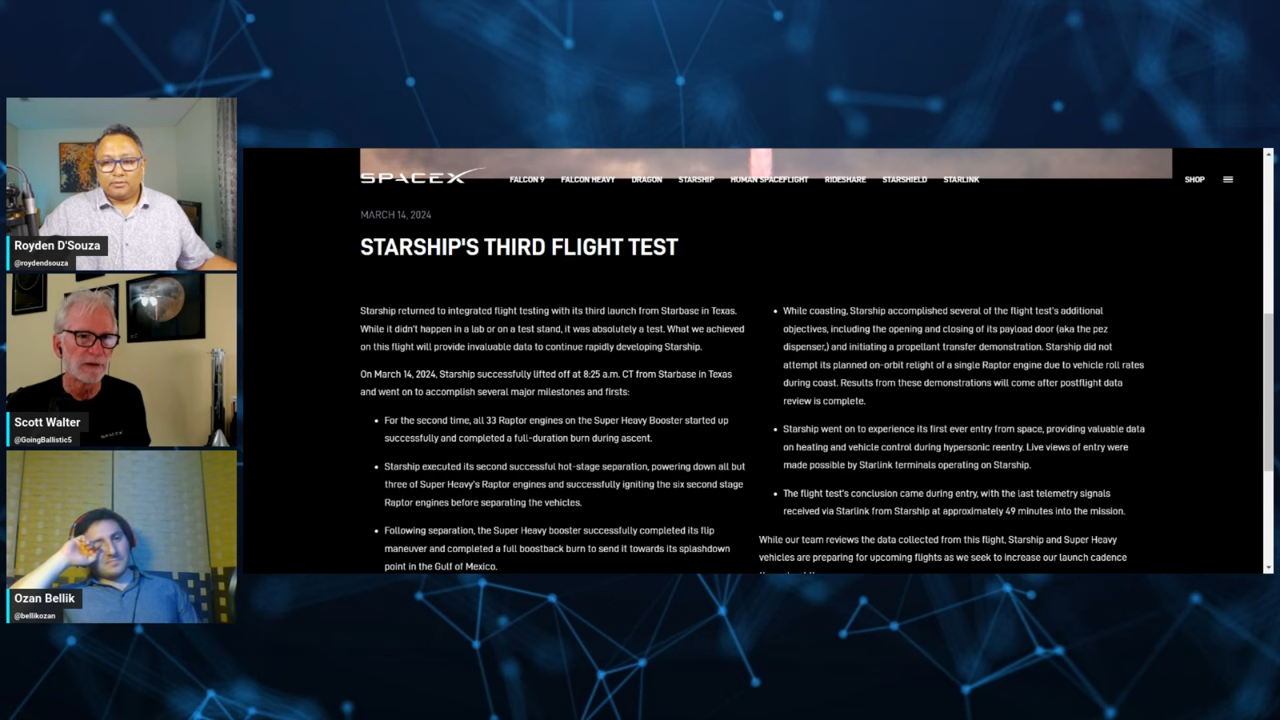 Royden D'Souza
@roydendsouza
Scott Walter
@GoingBallistic5
Ozan Bellik
@bellikozan
SPACEX
FALCON 9 FALCON HEAVY DRAGON STARSHIP HUMAN SPACEFLIGHT RIDESHARE STARSHIELD STARLINK SHOP
MARCH 14, 2024
STARSHIP'S THIRD FLIGHT TEST
Starship returned to integrated flight testing with its third launch from Starbase in Texas.
While it didn't happen in a lab or on a test stand, it was absolutely a test. What we achieved
on this flight will provide invaluable data to continue rapidly developing Starship.
On March 14, 2024, Starship successfully lifted off at 8:25 a.m. CT from Starbase in Texas
and went on to accomplish several major milestones and firsts:
• For the second time, all 33 Raptor engines on the Super Heavy Booster started up
successfully and completed a full-duration burn during ascent.
• Starship executed its second successful hot-stage separation, powering down all but
three of Super Heavy's Raptor engines and successfully igniting the six second stage
Raptor engines before separating the vehicles.
• Following separation, the Super Heavy booster successfully completed its flip
maneuver and completed a full boostback burn to send it towards its splashdown
point in the Gulf of Mexico.
• While coasting, Starship accomplished several of the flight test's additional
objectives, including the opening and closing of its payload door (aka the pez
dispenser,) and initiating a propellant transfer demonstration. Starship did not
attempt its planned on-orbit relight of a single Raptor engine due to vehicle roll rates
during coast. Results from these demonstrations will come after postflight data
review is complete.
• Starship went on to experience its first ever entry from space, providing valuable data
on heating and vehicle control during hypersonic reentry. Live views of entry were
made possible by Starlink terminals operating on Starship.
• The flight test's conclusion came during entry, with the last telemetry signals
received via Starlink from Starship at approximately 49 minutes into the mission.
While our team reviews the data collected from this flight, Starship and Super Heavy
vehicles are preparing for upcoming flights as we seek to increase our launch cadence